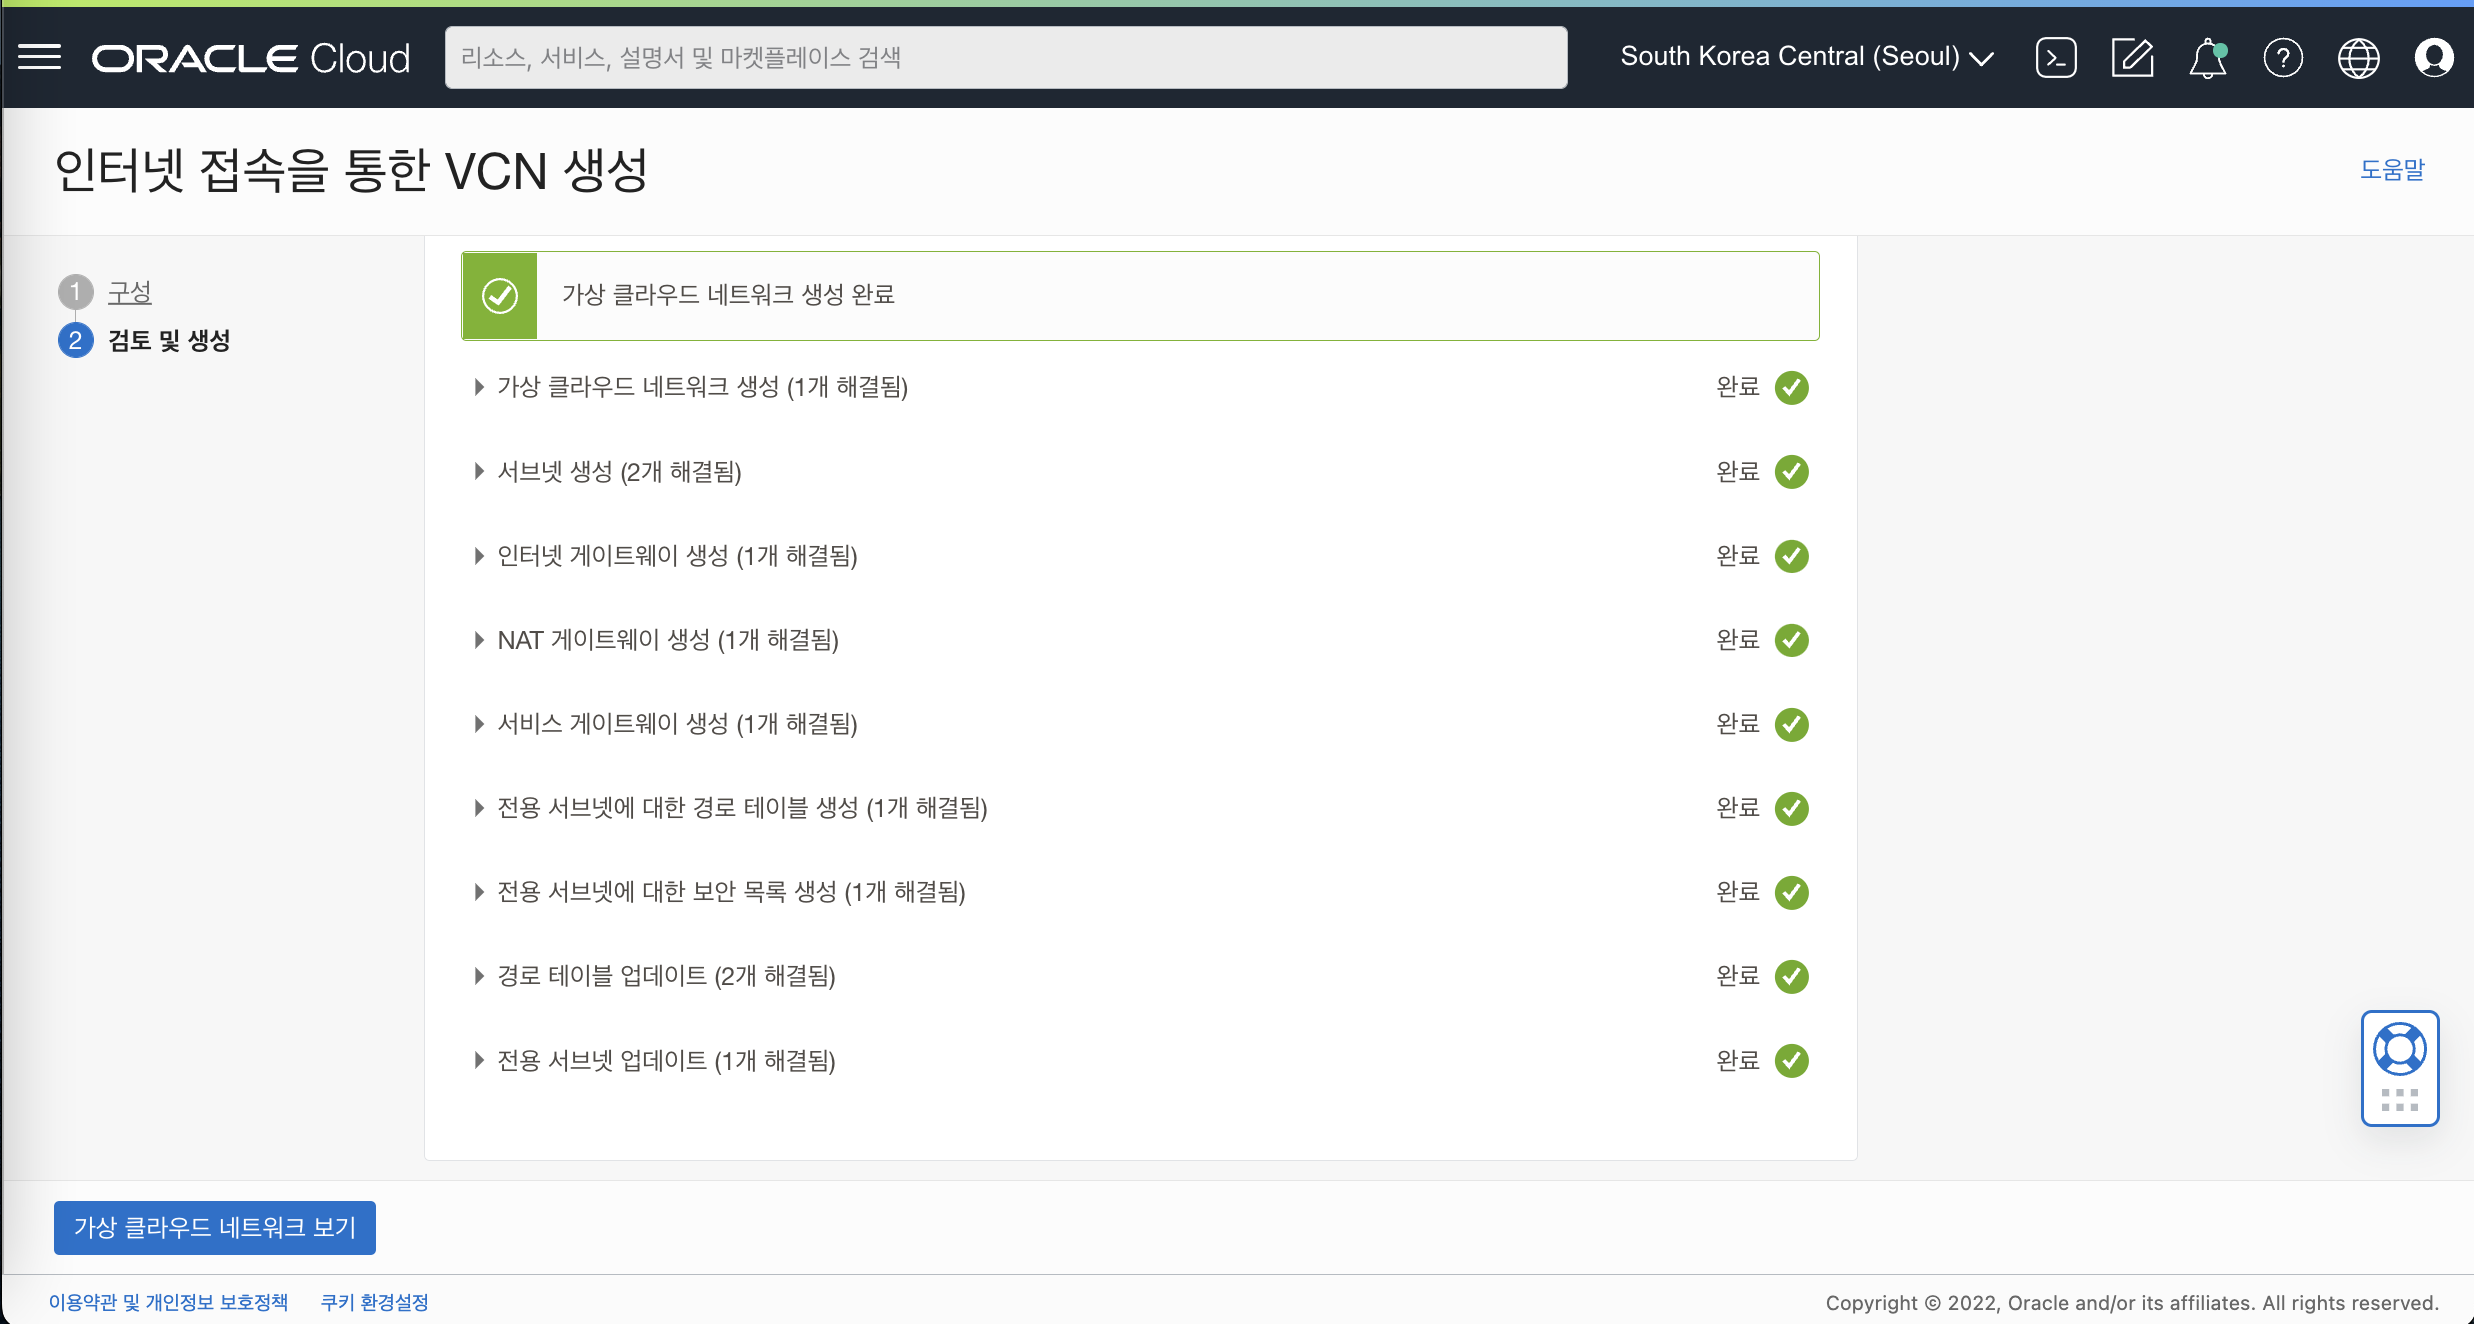 ORACLE Cloud
리소스, 서비스, 설명서 및 마켓플레이스 검색
South Korea Central (Seoul)
인터넷 접속을 통한 VCN 생성
도움말
1 구성
2 검토 및 생성
가상 클라우드 네트워크 생성 완료
가상 클라우드 네트워크 생성 (1개 해결됨) 완료
서브넷 생성 (2개 해결됨) 완료
인터넷 게이트웨이 생성 (1개 해결됨) 완료
NAT 게이트웨이 생성 (1개 해결됨) 완료
서비스 게이트웨이 생성 (1개 해결됨) 완료
전용 서브넷에 대한 경로 테이블 생성 (1개 해결됨) 완료
전용 서브넷에 대한 보안 목록 생성 (1개 해결됨) 완료
경로 테이블 업데이트 (2개 해결됨) 완료
전용 서브넷 업데이트 (1개 해결됨) 완료
가상 클라우드 네트워크 보기
이용약관 및 개인정보 보호정책 쿠키 환경설정
Copyright © 2022, Oracle and/or its affiliates. All rights reserved.